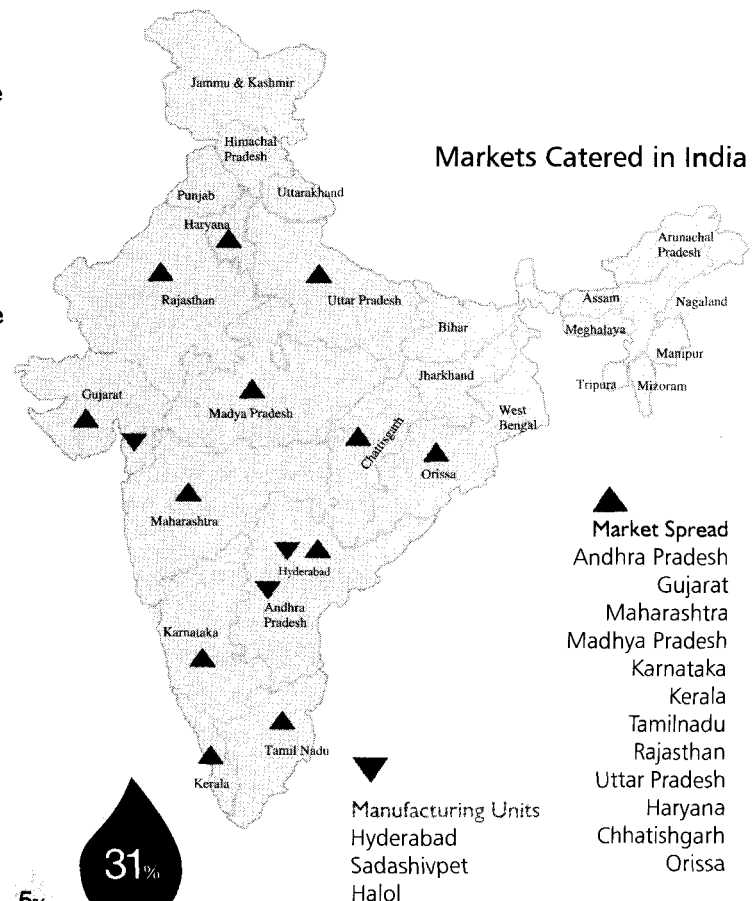 Markets Catered in India
Jammu & Kashmir
Himachal
Pradesh
Punjab
Uttarakhand
Haryana
Rajasthan
Uttar Pradesh
Arunachal
Pradesh
Assam
Nagaland
Meghalaya
Manipur
Tripura
Mizoram
Bihar
Jharkhand
West
Bengal
Gujarat
Madya Pradesh
Chattisgarh
Orissa
Maharashtra
Hyderabad
Andhra
Pradesh
Karnataka
Tamil Nadu
Kerala
Market Spread
Andhra Pradesh
Gujarat
Maharashtra
Madhya Pradesh
Karnataka
Kerala
Tamilnadu
Rajasthan
Uttar Pradesh
Haryana
Chhatishgarh
Orissa
Manufacturing Units
Hyderabad
Sadashivpet
Halol
31%